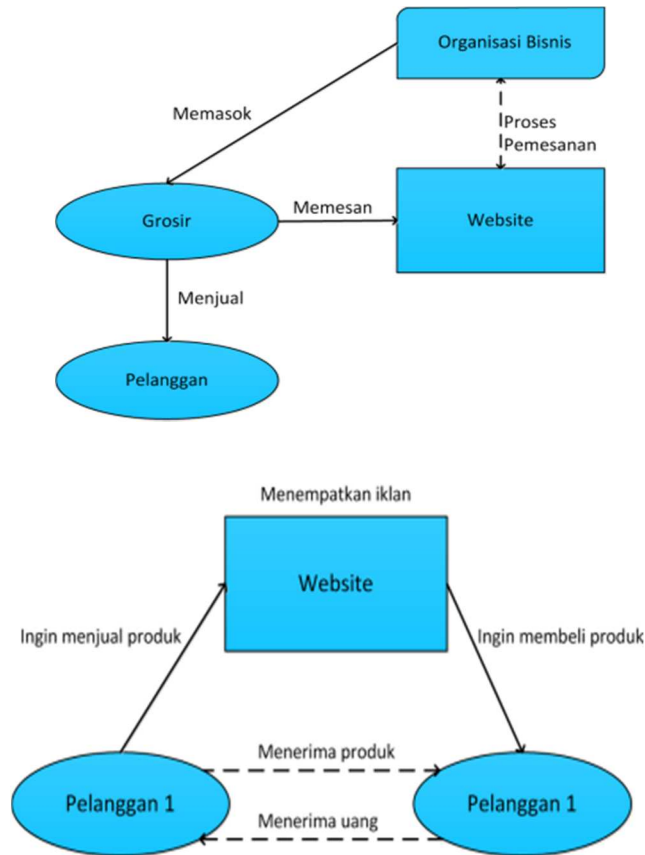 Organisasi Bisnis
Memasok
Proses
Pemesanan
Grosir
Memesan
Website
Menjual
Pelanggan
Menempatkan iklan
Website
Ingin menjual produk
Ingin membeli produk
Menerima produk
Pelanggan 1
Pelanggan 1
Menerima uang